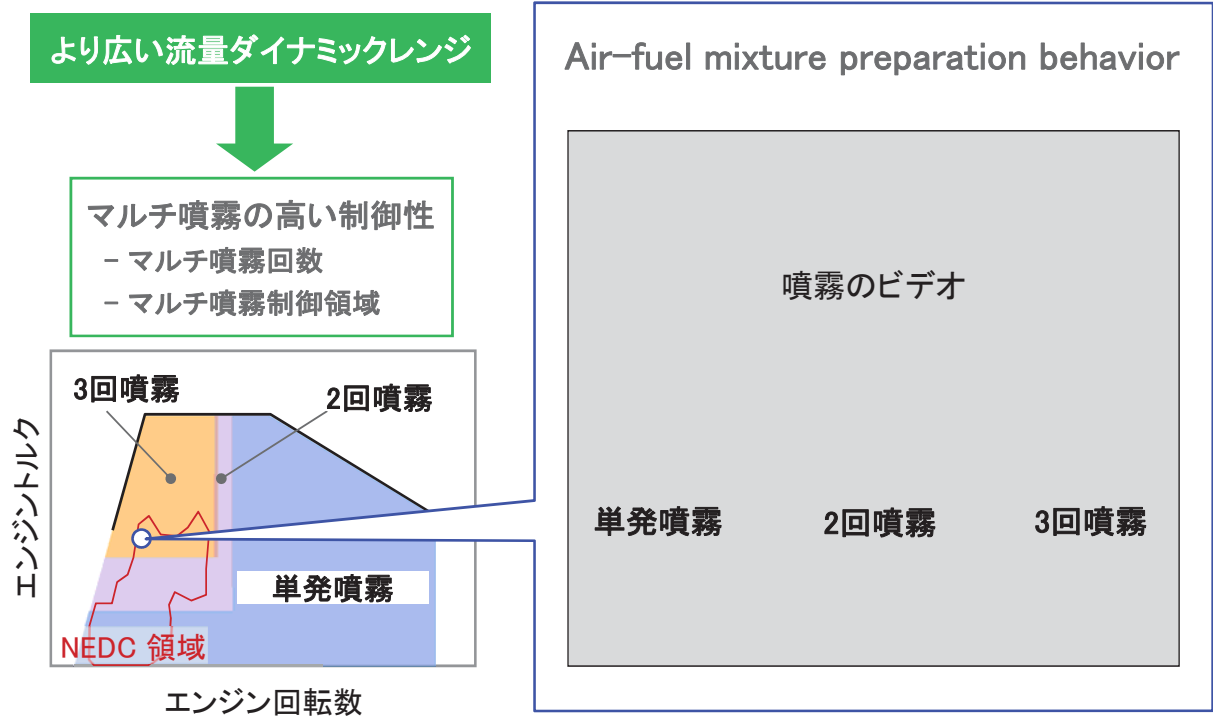 より広い流量ダイナミックレンジ
マルチ噴霧の高い制御性
- マルチ噴霧回数
- マルチ噴霧制御領域
3回噴霧
2回噴霧
エンジントルク
単発噴霧
NEDC 領域
エンジン回転数
Air-fuel mixture preparation behavior
噴霧のビデオ
単発噴霧
2回噴霧
3回噴霧